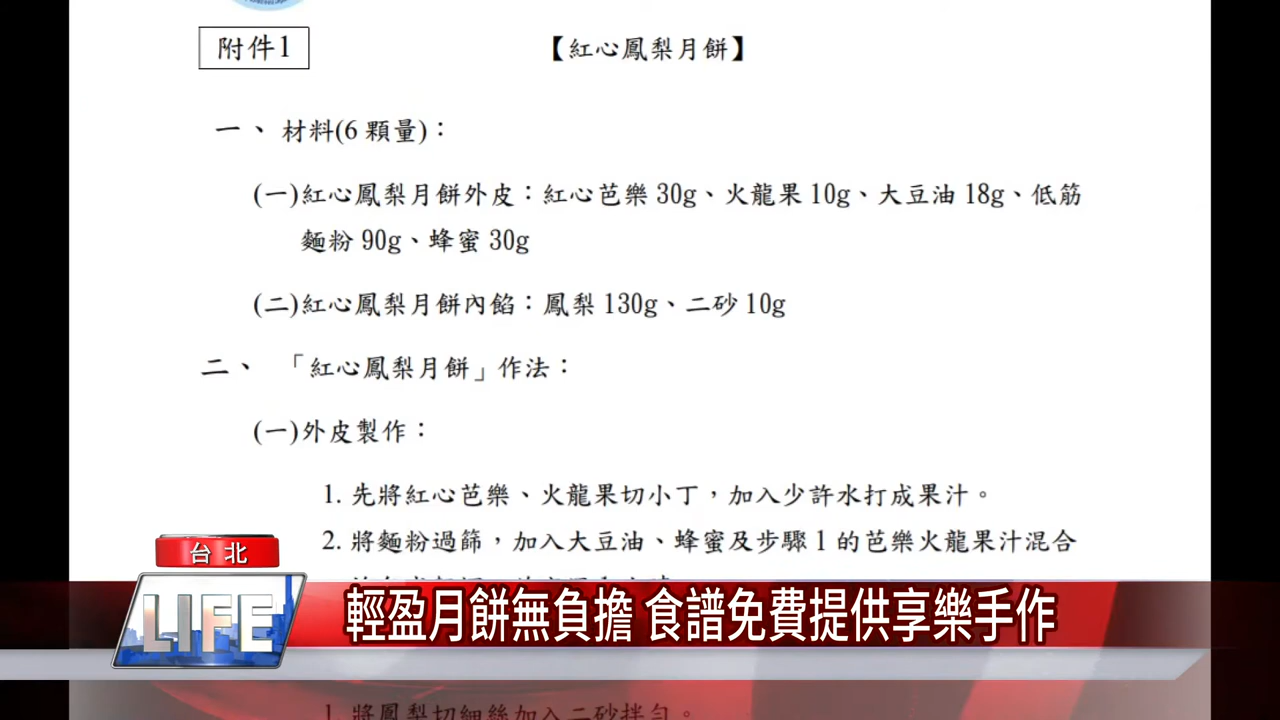 附件1
【紅心鳳梨月餅】
一、 材料(6 顆量)：
(一)紅心鳳梨月餅外皮：紅心芭樂 30g、火龍果 10g、大豆油 18g、低筋
麵粉 90g、蜂蜜 30g
(二)紅心鳳梨月餅內餡：鳳梨 130g、二砂 10g
二、 「紅心鳳梨月餅」作法：
(一)外皮製作：
1. 先將紅心芭樂、火龍果切小丁，加入少許水打成果汁。
2. 將麵粉過篩，加入大豆油、蜂蜜及步驟 1 的芭樂火龍果汁混合
台北
LIFE
輕盈月餅無負擔 食譜免費提供享樂手作
1. 將鳳梨切細絲加入二砂拌勻。